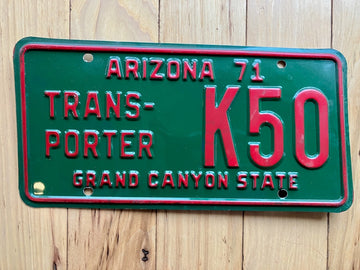 ARIZONA 71
TRANS-
PORTER
K50
GRAND CANYON STATE